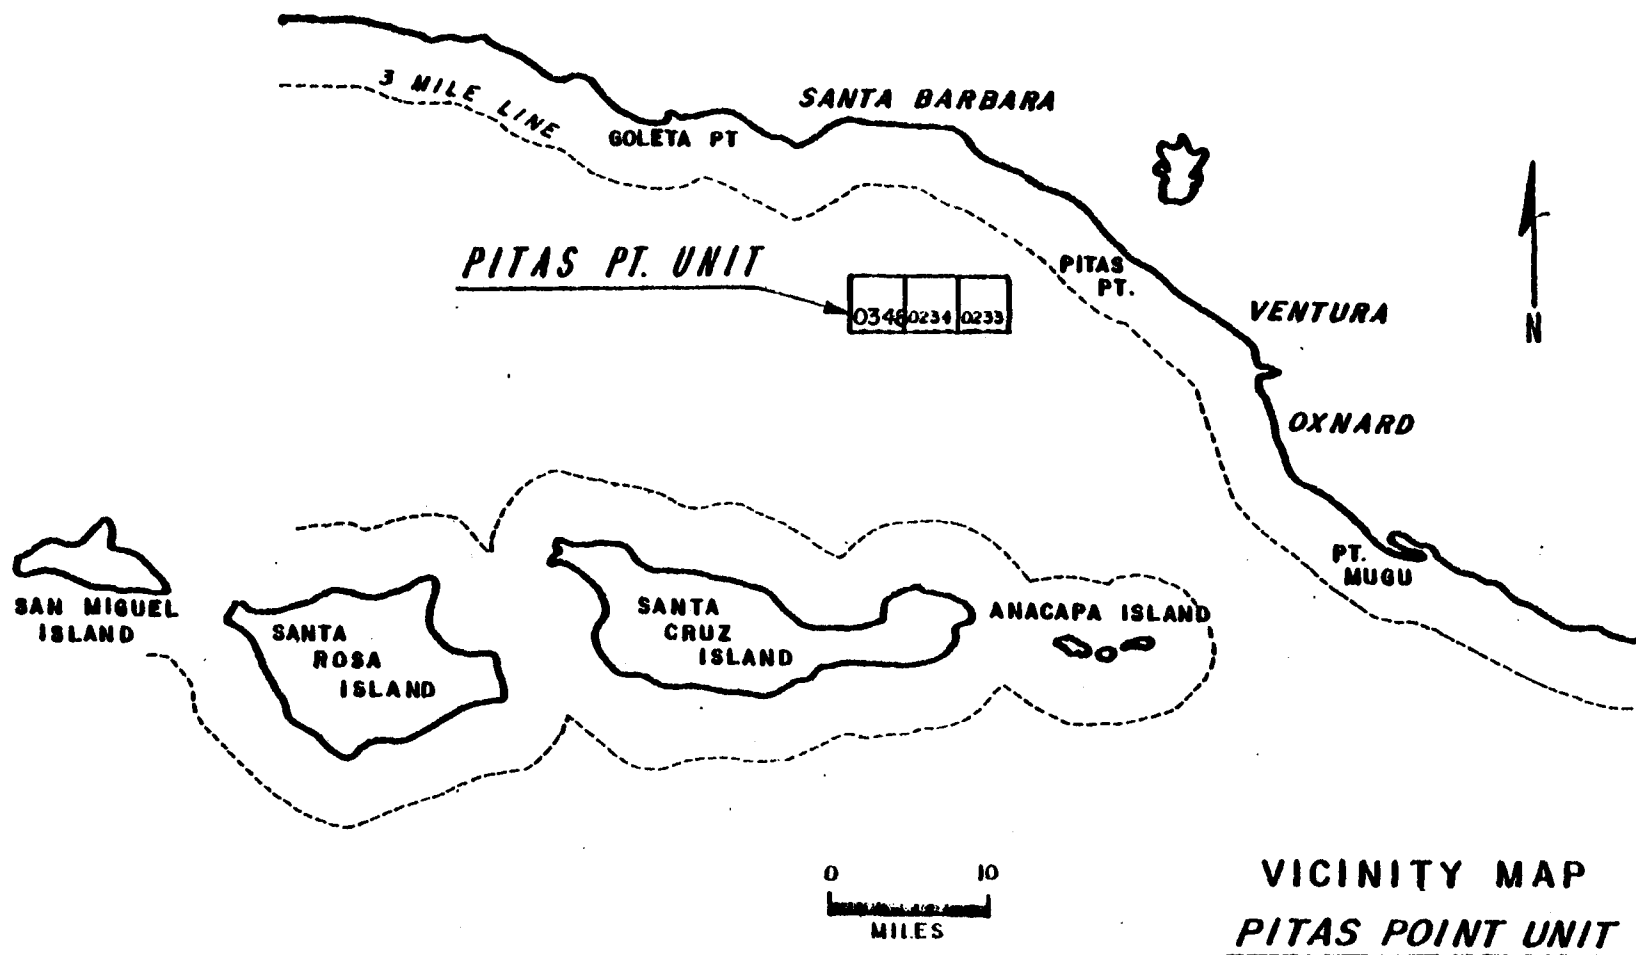 3 MILE LINE
SANTA BARBARA
GOLETA PT
PITAS PT. UNIT
0346 0234 0233
PITAS
PT.
VENTURA
N
OXNARD
PT.
MUGU
SAN MIGUEL
ISLAND
SANTA
ROSA
ISLAND
SANTA
CRUZ
ISLAND
ANACAPA ISLAND
0 10
MILES
VICINITY MAP
PITAS POINT UNIT